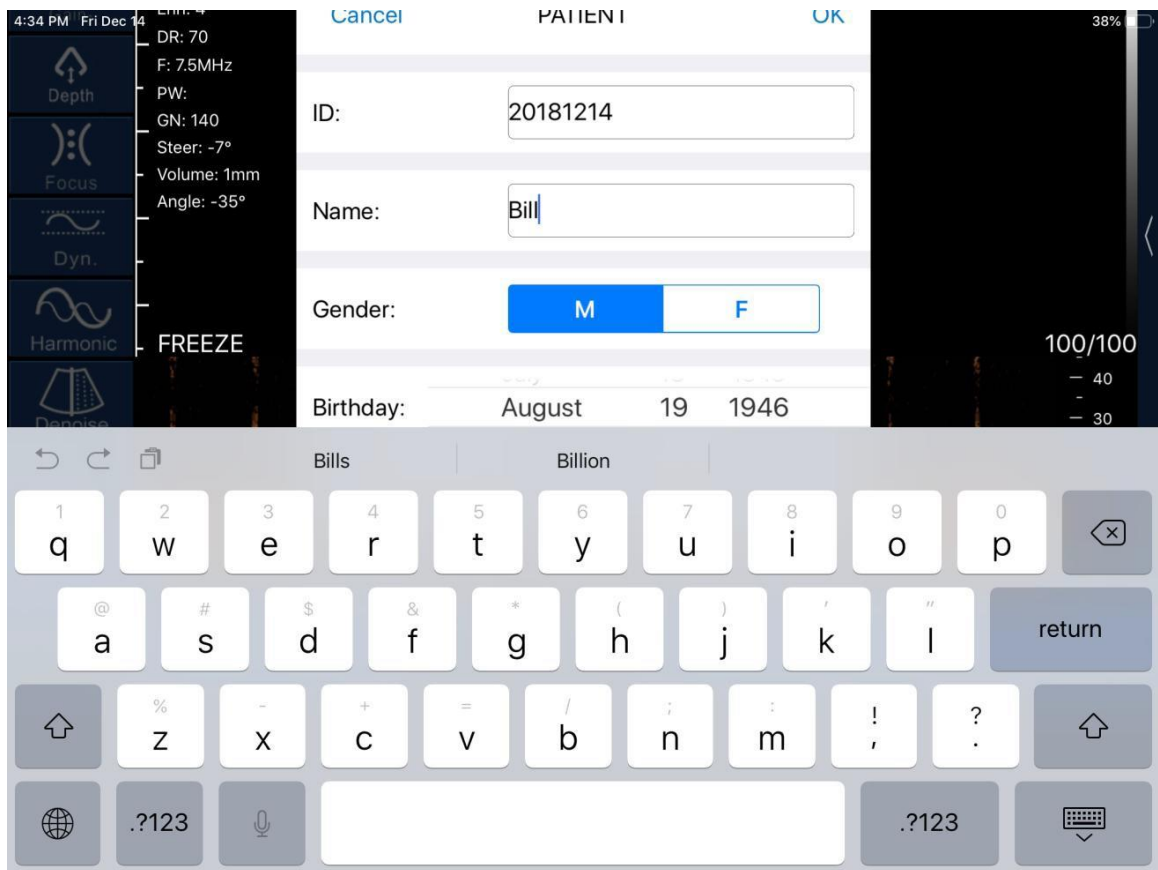 4:34 PM Fri Dec 14
38%
Cancel PATIENT OK
DR: 70
F: 7.5MHz
PW:
GN: 140
Steer: -7°
Volume: 1mm
Angle: -35°
FREEZE
Depth
Focus
Dyn.
Harmonic
Denoise
ID: 20181214
Name: Bill
Gender: M F
Birthday: August 19 1946
100/100
40
30
Bills Billion
1 2 3 4 5 6 7 8 9 0
q w e r t y u i o p
@ # $ & * ( ) ' "
a s d f g h j k l return
% - + = / ; : ! ?
z x c v b n m , .
.?123 .?123